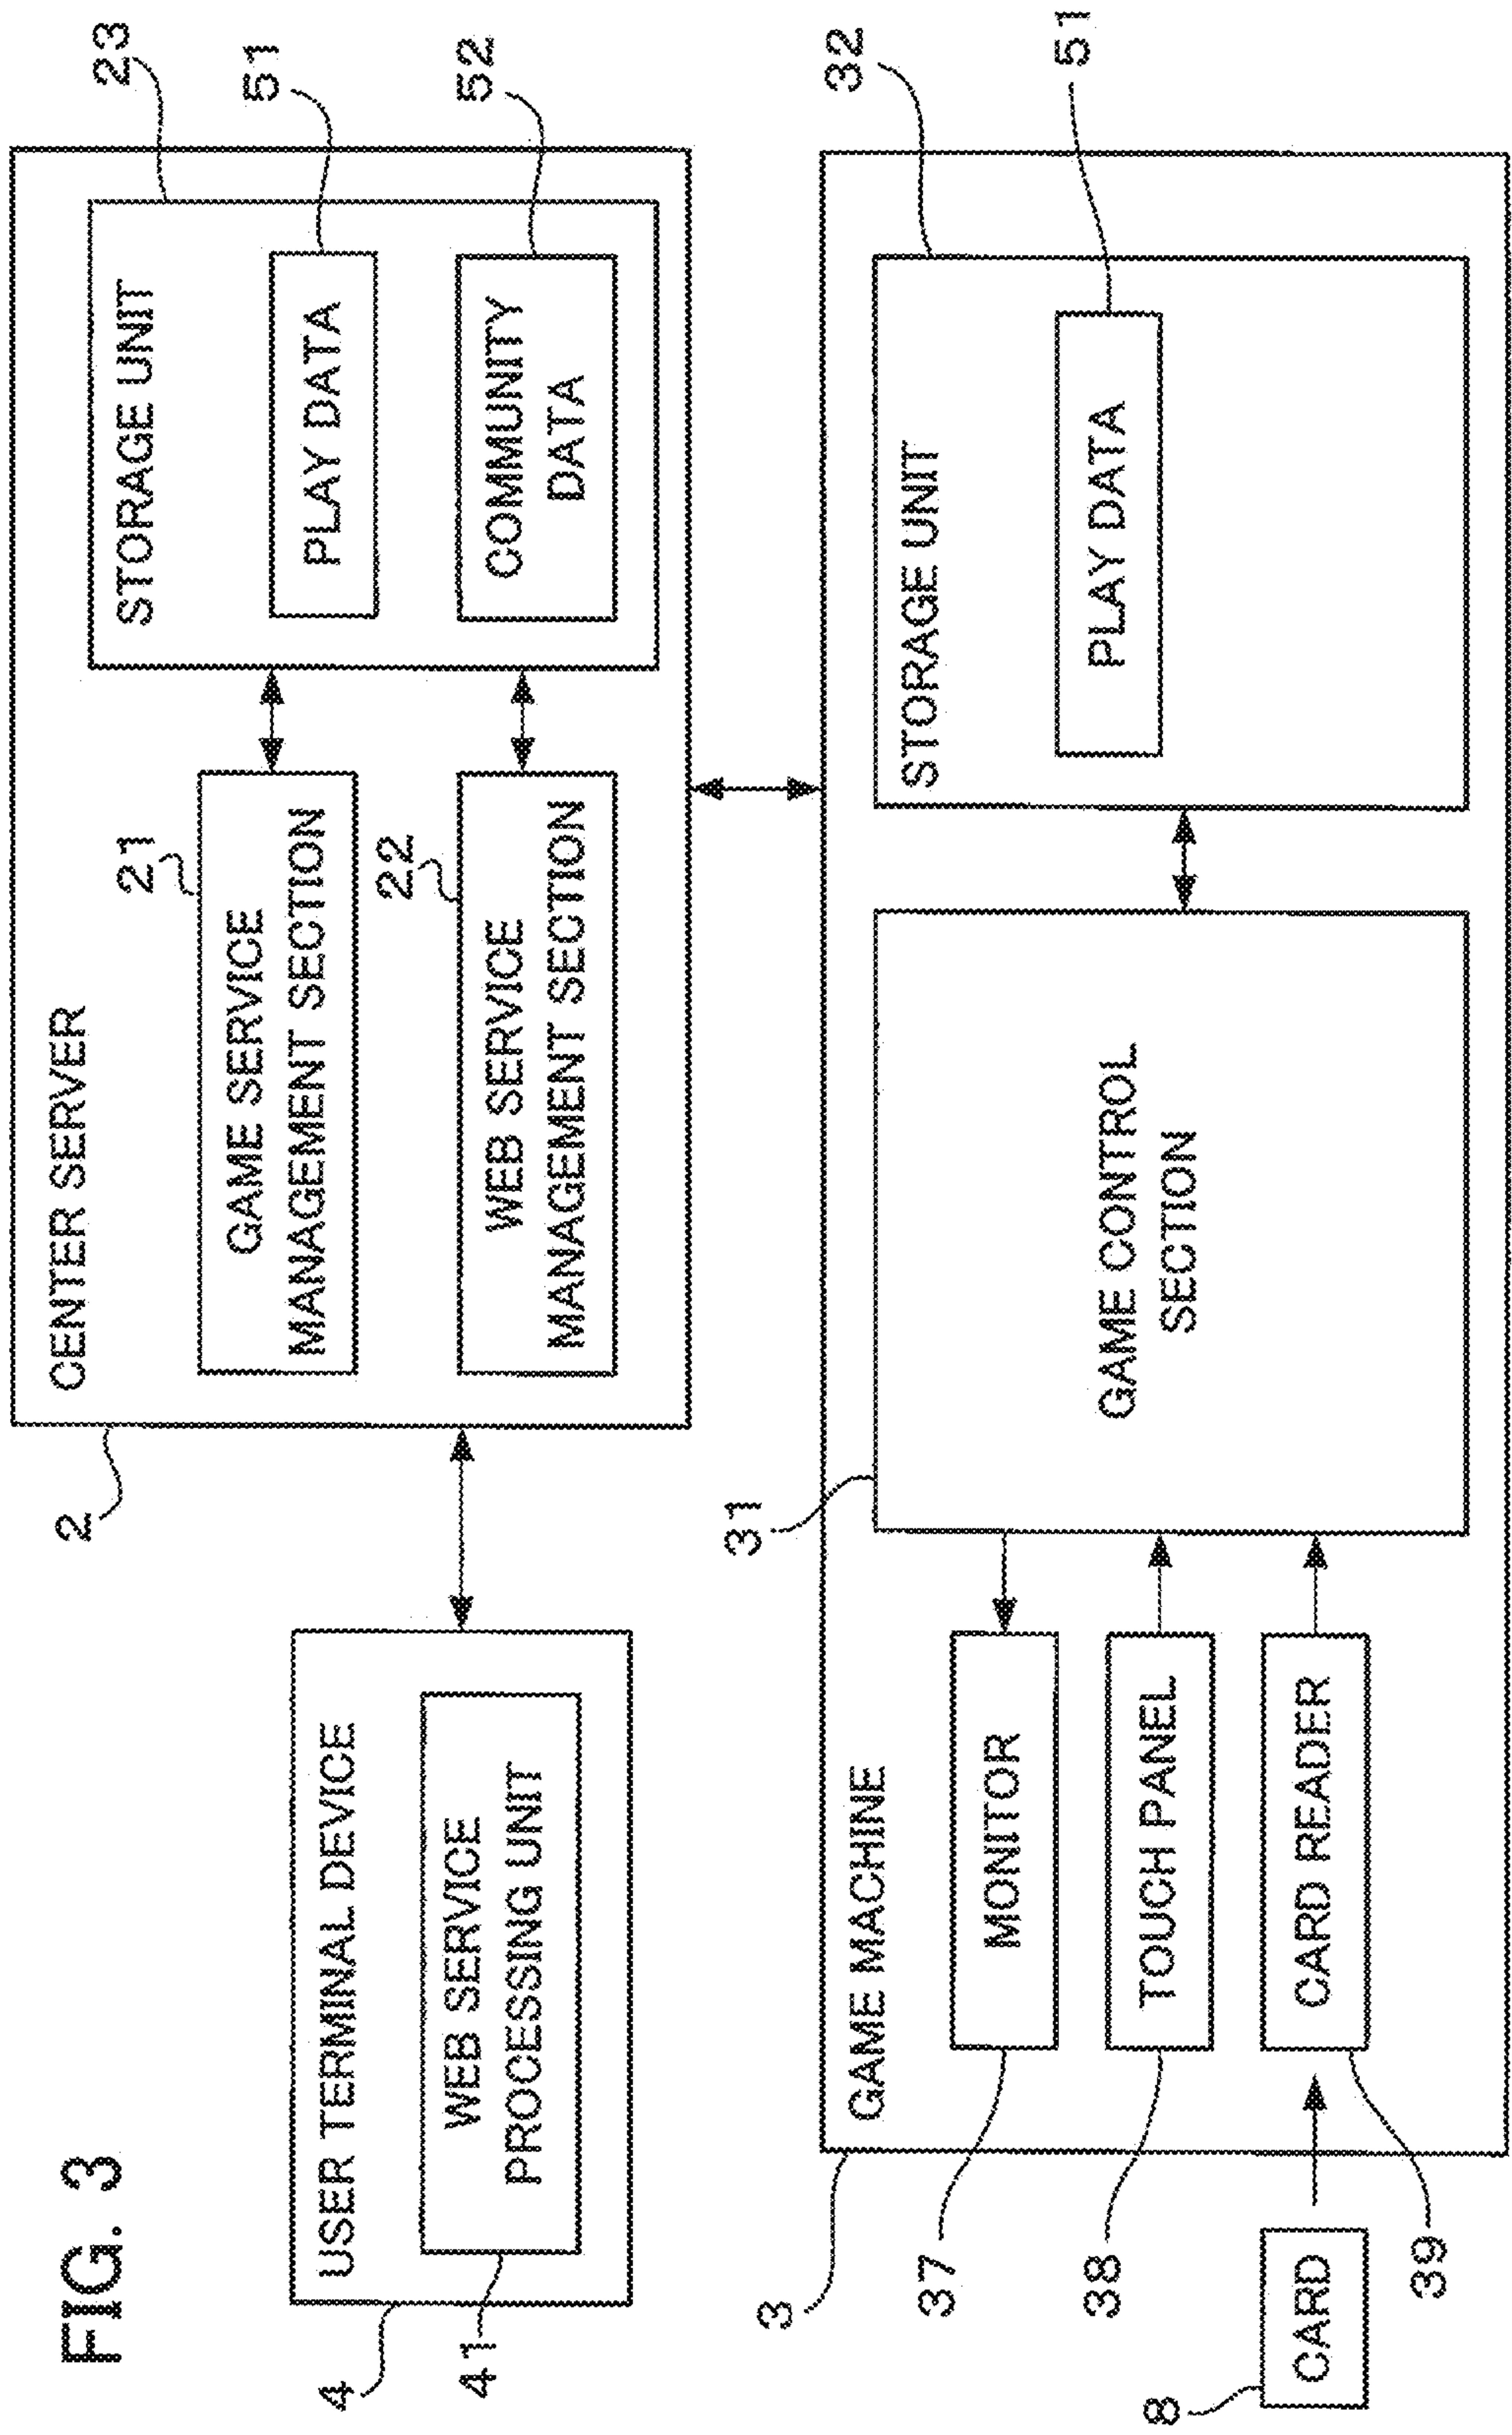 FIG. 3
4
USER TERMINAL DEVICE
41
WEB SERVICE
PROCESSING UNIT
2
CENTER SERVER
21
GAME SERVICE
MANAGEMENT SECTION
22
WEB SERVICE
MANAGEMENT SECTION
23
STORAGE UNIT
51
PLAY DATA
52
COMMUNITY
DATA
3
GAME MACHINE
37
MONITOR
38
TOUCH PANEL
39
CARD READER
8
CARD
31
GAME CONTROL
SECTION
32
STORAGE UNIT
51
PLAY DATA